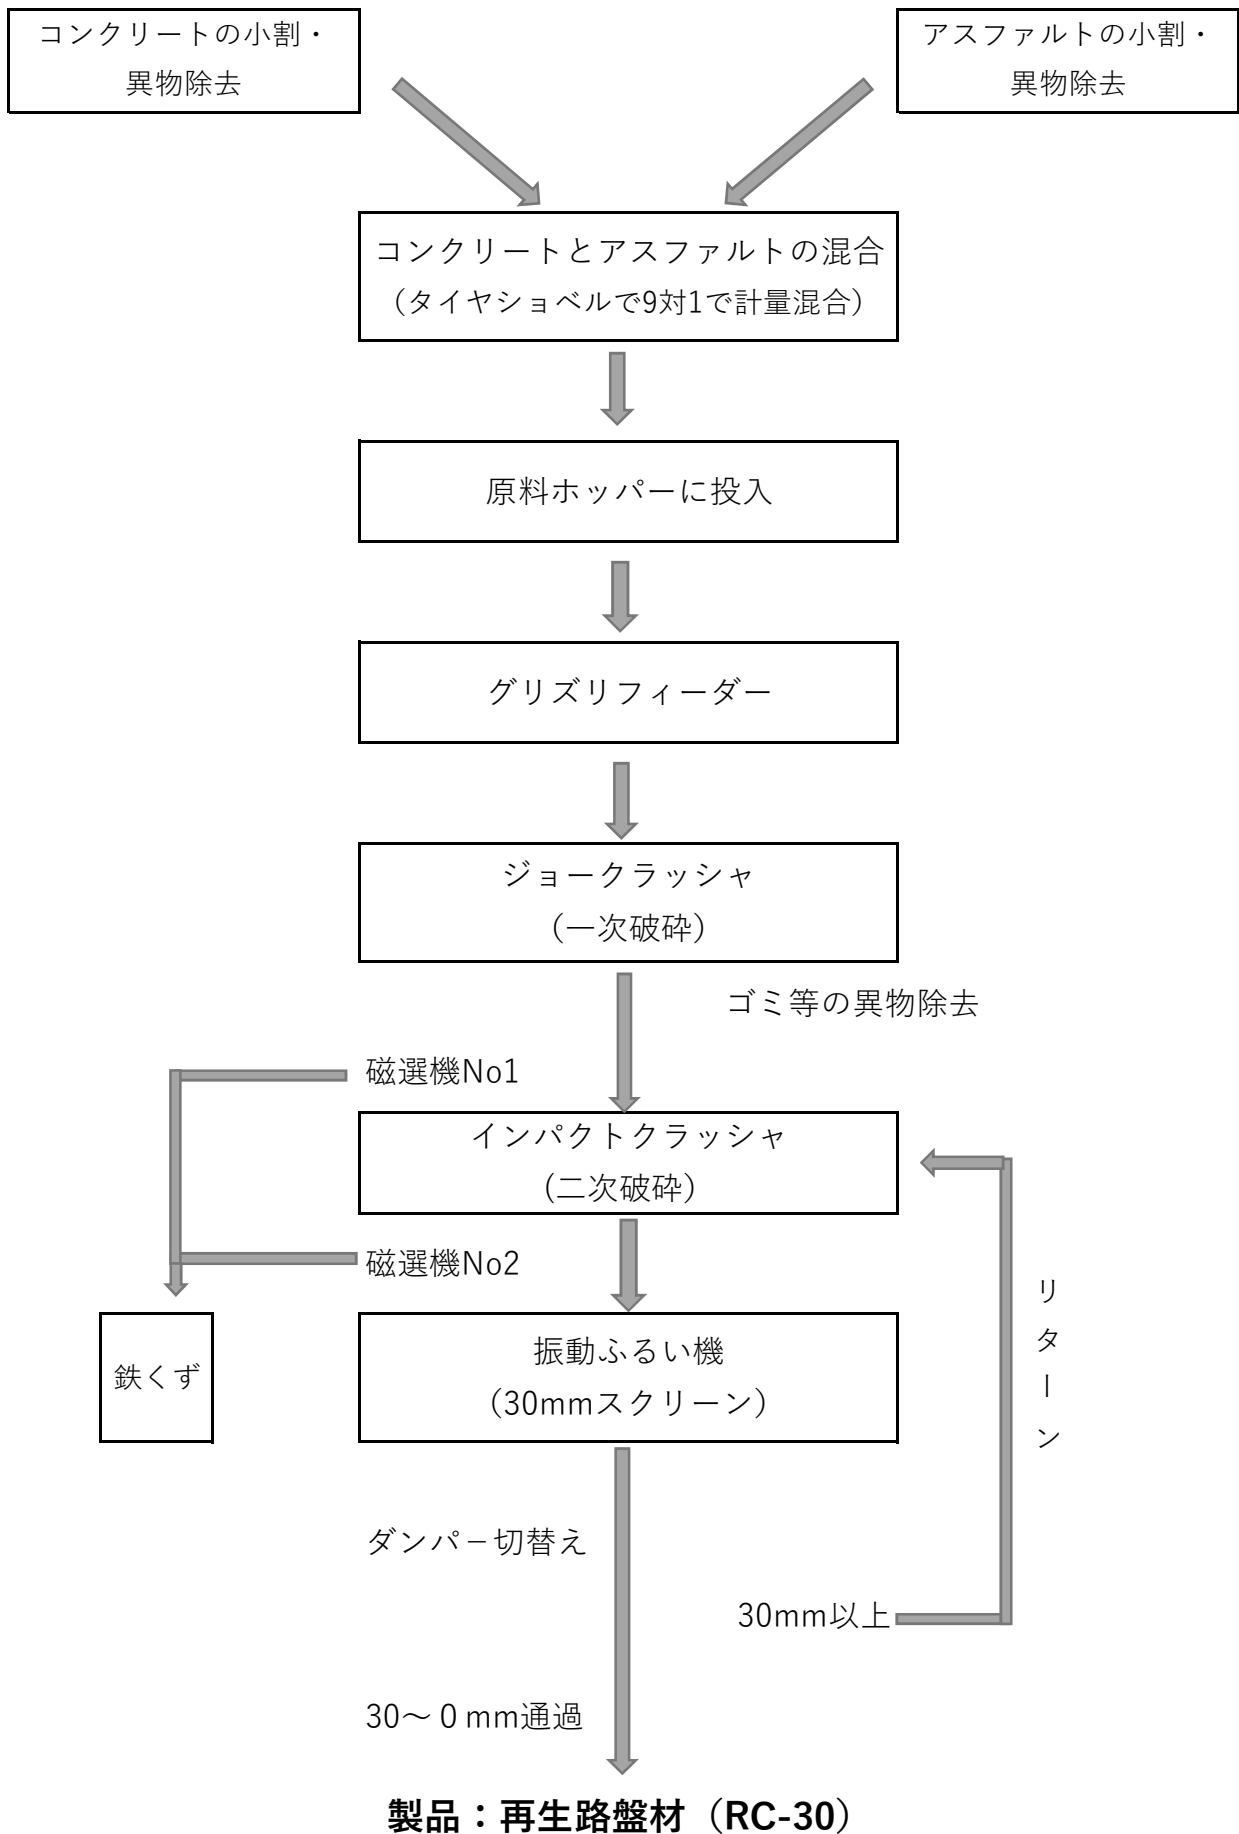 コンクリートの小割・
異物除去
アスファルトの小割・
異物除去
コンクリートとアスファルトの混合
（タイヤショベルで9対1で計量混合）
原料ホッパーに投入
グリズリフィーダー
ジョークラッシャ
（一次破砕）
ゴミ等の異物除去
磁選機No1
インパクトクラッシャ
（二次破砕）
磁選機No2
鉄くず
振動ふるい機
（30mmスクリーン）
リターン
ダンパ－切替え
30mm以上
30～０mm通過
製品：再生路盤材（RC-30）